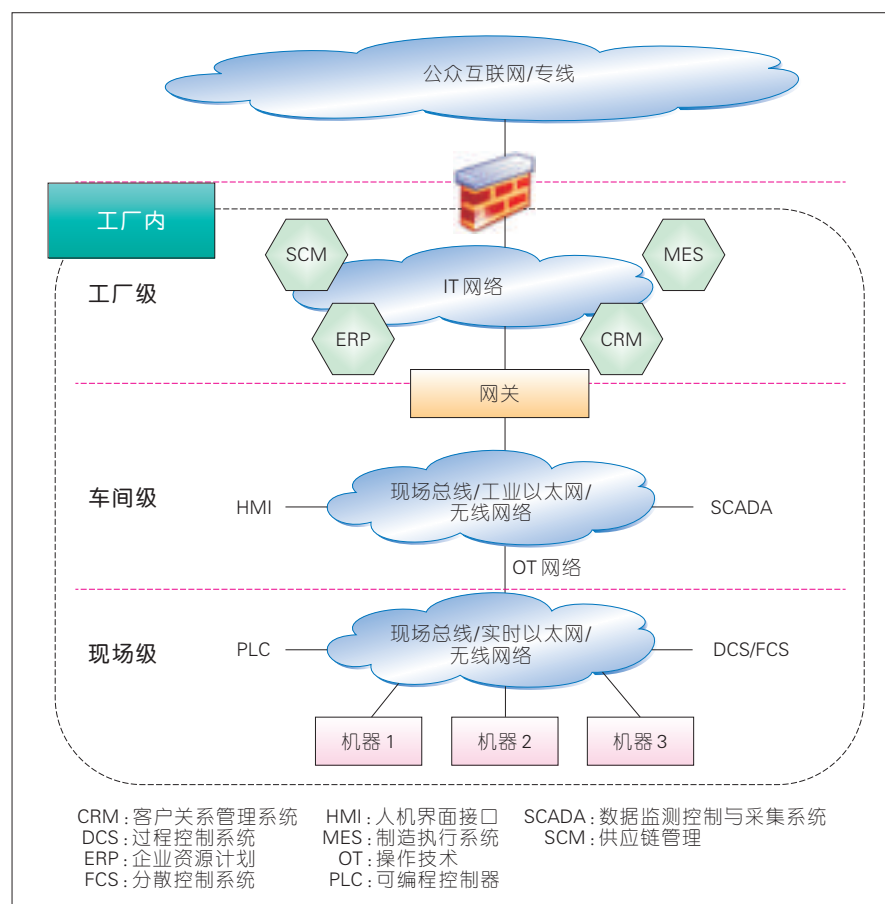 公众互联网/专线
工厂内
SCM
MES
工厂级
IT 网络
ERP
CRM
网关
车间级
HMI
现场总线/工业以太网/
无线网络
SCADA
OT 网络
现场级
PLC
现场总线/实时以太网/
无线网络
DCS/FCS
机器 1
机器 2
机器 3
CRM:客户关系管理系统
DCS:过程控制系统
ERP:企业资源计划
FCS:分散控制系统
HMI:人机界面接口
MES:制造执行系统
OT:操作技术
PLC:可编程控制器
SCADA:数据监测控制与采集系统
SCM:供应链管理